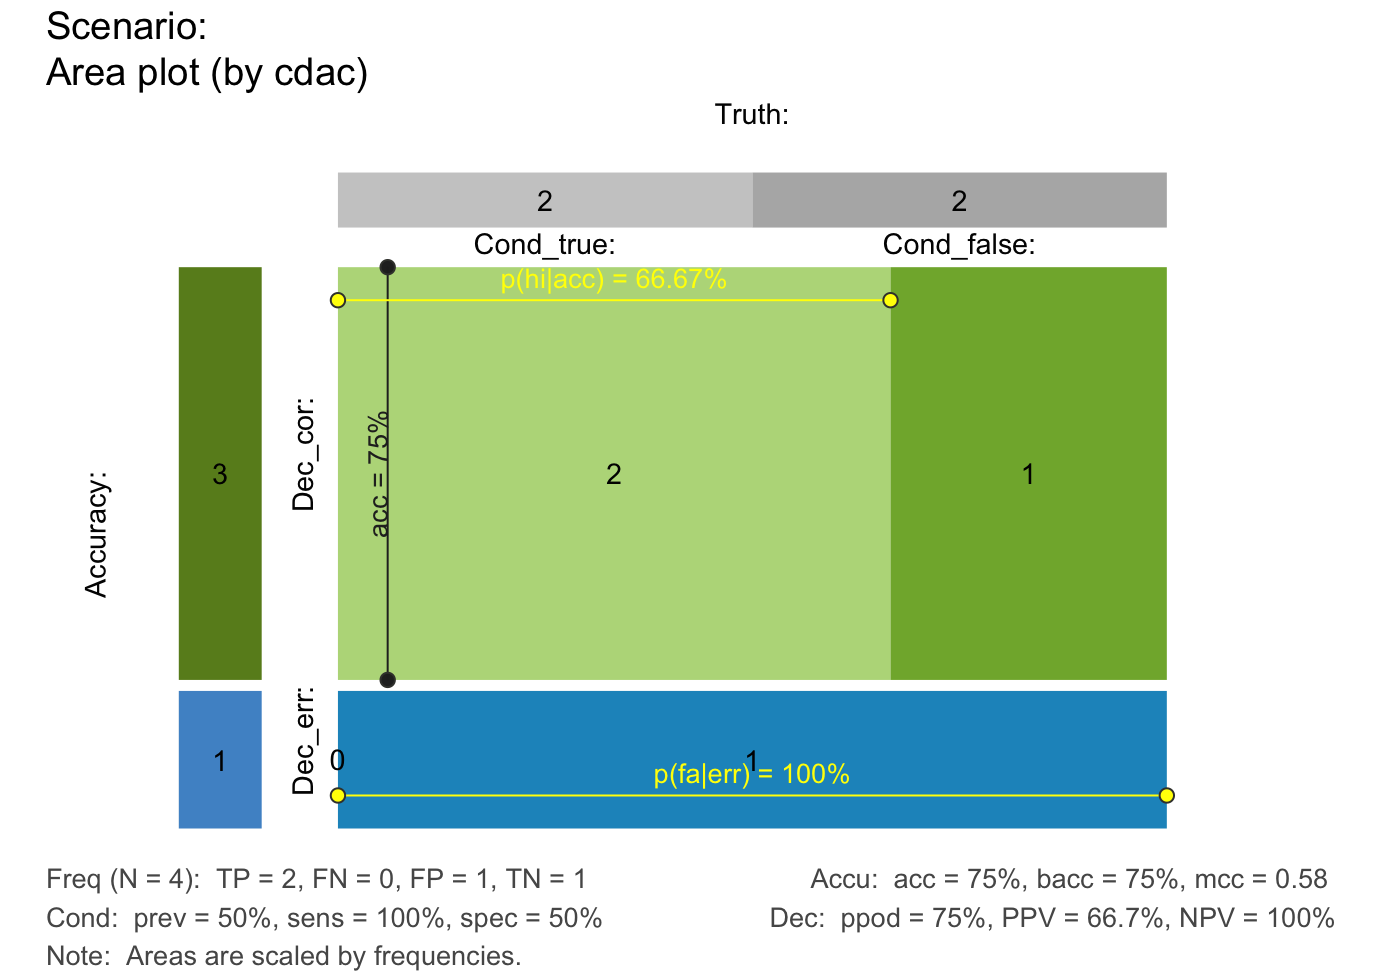 Scenario:
Area plot (by cdac)
Truth:
2 2
Cond_true: Cond_false:
p(hi|acc) = 66.67%
Accuracy:
3
Dec_cor:
acc = 75%
2
1
1
Dec_err:
0
1
p(fa|err) = 100%
Freq (N = 4):  TP = 2, FN = 0, FP = 1, TN = 1
Accu:  acc = 75%, bacc = 75%, mcc = 0.58
Cond:  prev = 50%, sens = 100%, spec = 50%
Dec:  ppod = 75%, PPV = 66.7%, NPV = 100%
Note:  Areas are scaled by frequencies.